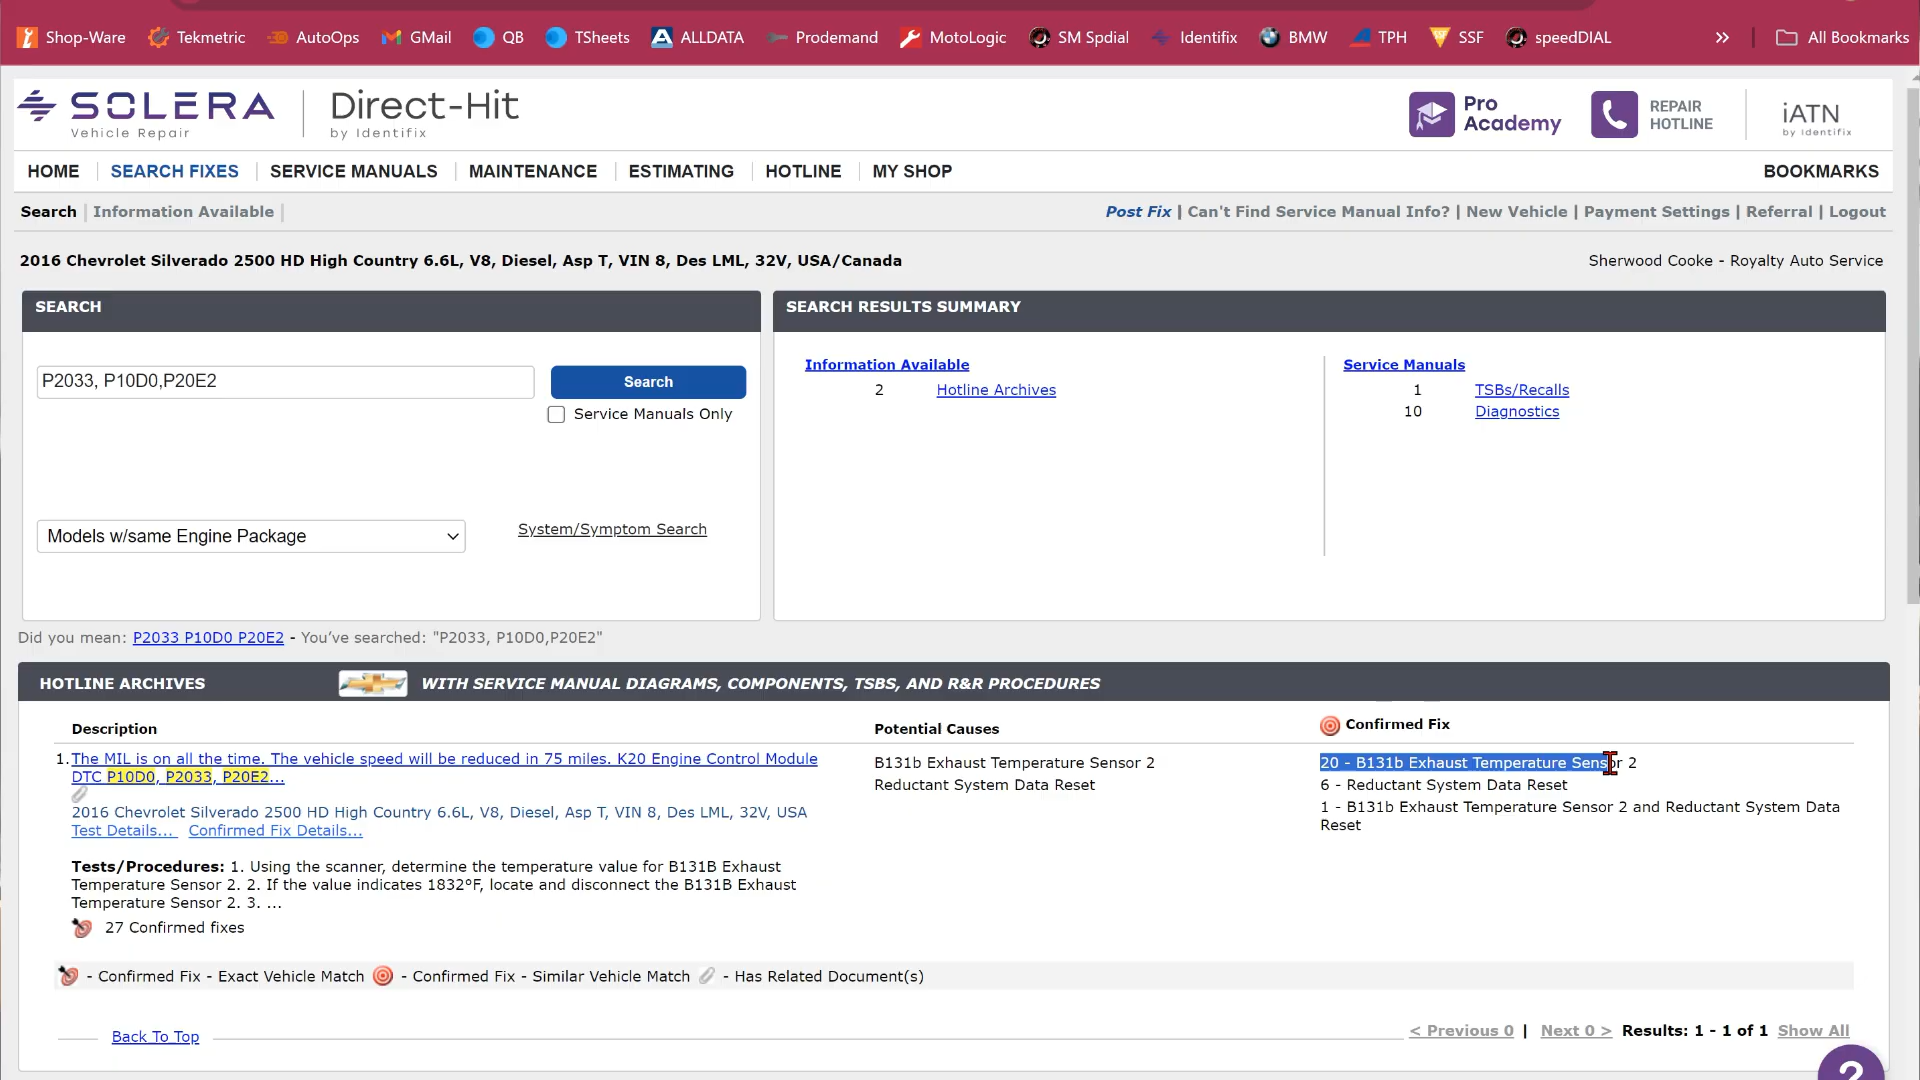 Shop-Ware Tekmetric AutoOps GMail QB TSheets ALLDATA Prodemand MotoLogic SM Spdial Identifix BMW TPH SSF speedDIAL All Bookmarks
SOLERA
Vehicle Repair
Direct-Hit
by Identifix
Pro Academy
REPAIR HOTLINE
iATN
by Identifix
HOME SEARCH FIXES SERVICE MANUALS MAINTENANCE ESTIMATING HOTLINE MY SHOP BOOKMARKS
Search | Information Available | Post Fix | Can't Find Service Manual Info? | New Vehicle | Payment Settings | Referral | Logout
2016 Chevrolet Silverado 2500 HD High Country 6.6L, V8, Diesel, Asp T, VIN 8, Des LML, 32V, USA/Canada
Sherwood Cooke - Royalty Auto Service
SEARCH
P2033, P10D0,P20E2
Search
Service Manuals Only
Models w/same Engine Package
System/Symptom Search
SEARCH RESULTS SUMMARY
Information Available
2 Hotline Archives
Service Manuals
1 TSBs/Recalls
10 Diagnostics
Did you mean: P2033 P10D0 P20E2 - You've searched: "P2033, P10D0,P20E2"
HOTLINE ARCHIVES WITH SERVICE MANUAL DIAGRAMS, COMPONENTS, TSBS, AND R&R PROCEDURES
Description
1. The MIL is on all the time. The vehicle speed will be reduced in 75 miles. K20 Engine Control Module
DTC P10D0, P2033, P20E2...
2016 Chevrolet Silverado 2500 HD High Country 6.6L, V8, Diesel, Asp T, VIN 8, Des LML, 32V, USA
Test Details... Confirmed Fix Details...
Tests/Procedures: 1. Using the scanner, determine the temperature value for B131B Exhaust
Temperature Sensor 2. 2. If the value indicates 1832°F, locate and disconnect the B131B Exhaust
Temperature Sensor 2. 3. ...
27 Confirmed fixes
Potential Causes
B131b Exhaust Temperature Sensor 2
Reductant System Data Reset
Confirmed Fix
20 - B131b Exhaust Temperature Sensor 2
6 - Reductant System Data Reset
1 - B131b Exhaust Temperature Sensor 2 and Reductant System Data
Reset
- Confirmed Fix - Exact Vehicle Match - Confirmed Fix - Similar Vehicle Match - Has Related Document(s)
Back To Top
< Previous 0 | Next 0 > Results: 1 - 1 of 1 Show All
?